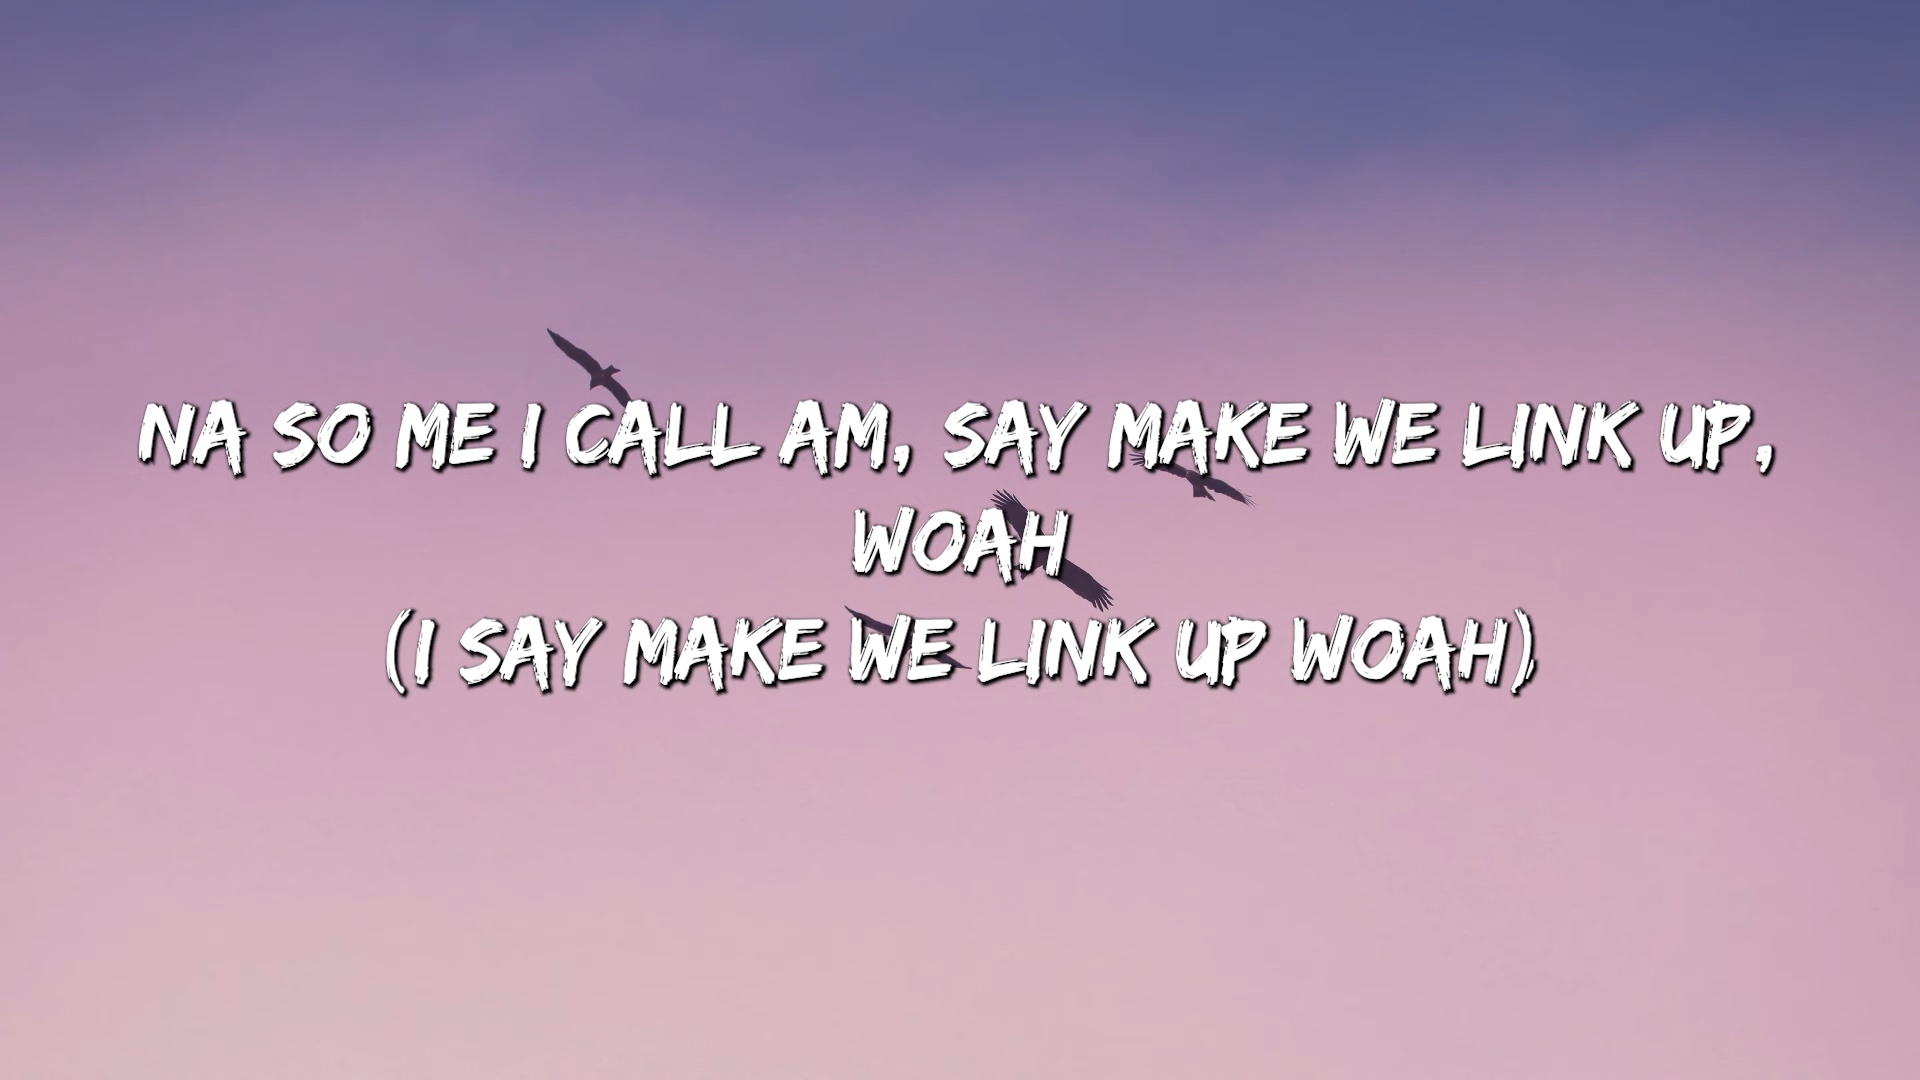 NA SO ME I CALL AM, SAY MAKE WE LINK UP,
WOAH
(I SAY MAKE WE LINK UP WOAH)